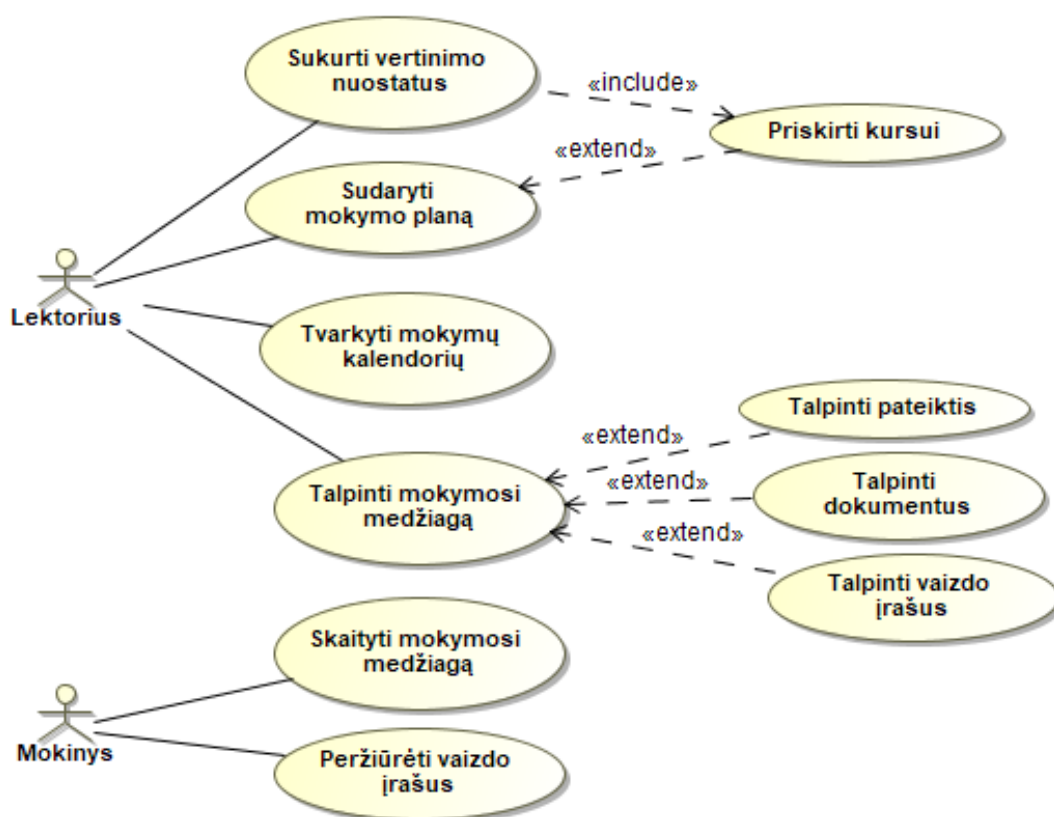 Sukurti vertinimo
nuostatus
«include»
Priskirti kursui
«extend»
Sudaryti
mokymo planą
Lektorius
Tvarkyti mokymų
kalendorių
Talpinti pateiktis
«extend»
Talpinti mokymosi
medžiagą
«extend»
Talpinti
dokumentus
«extend»
Talpinti vaizdo
įrašus
Skaityti mokymosi
medžiagą
Mokinys
Peržiūrėti vaizdo
įrašus